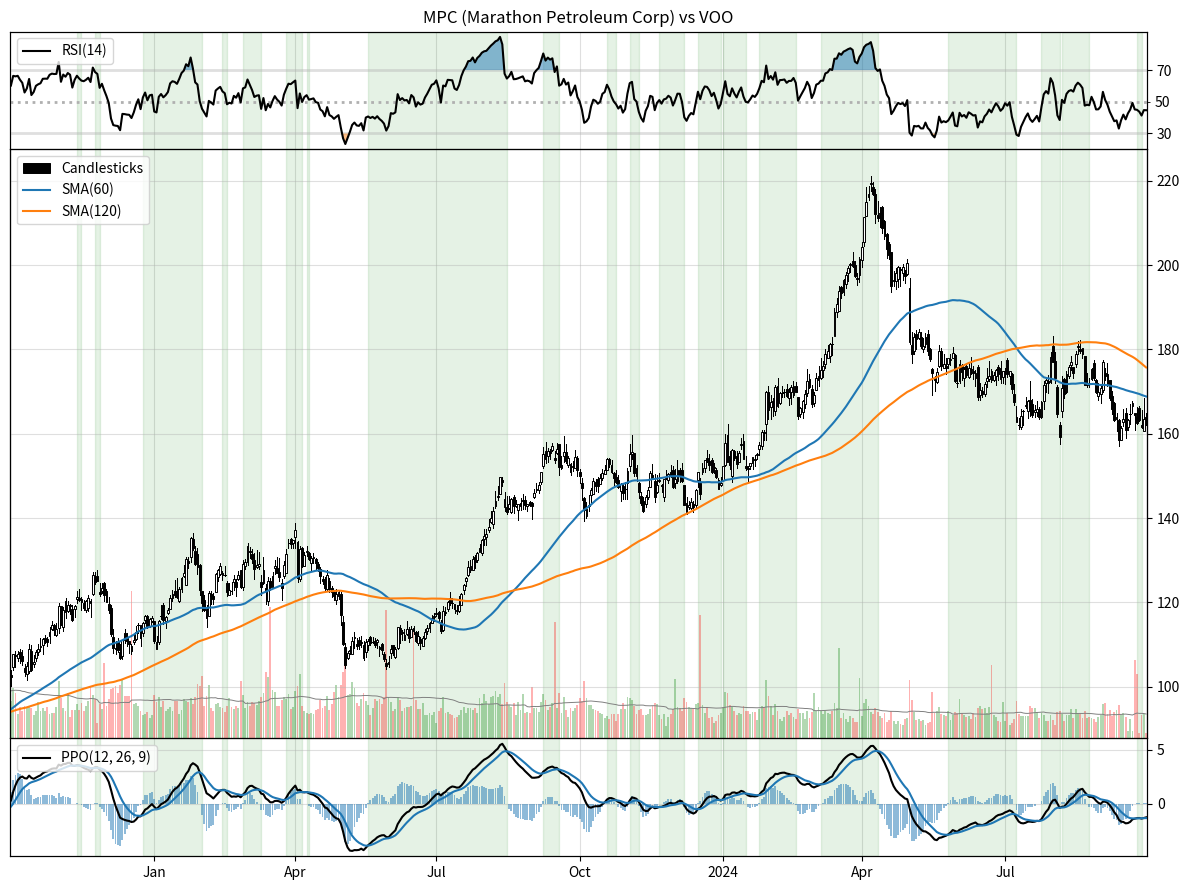 MPC (Marathon Petroleum Corp) vs VOO
RSI(14)
70
50
30
Candlesticks
SMA(60)
SMA(120)
220
200
180
160
140
120
100
PPO(12, 26, 9)
5
0
Jan
Apr
Jul
Oct
2024
Apr
Jul